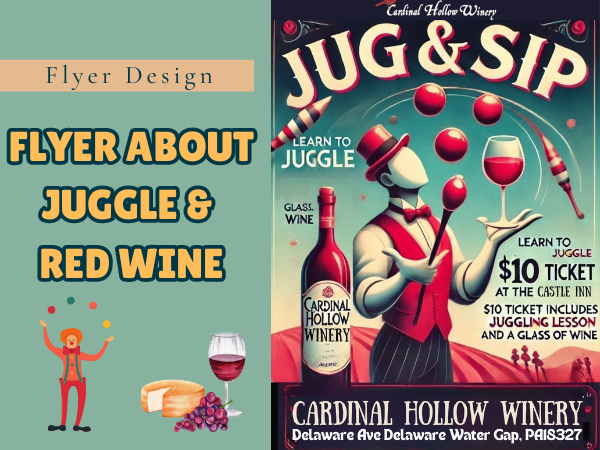 Flyer Design
FLYER ABOUT
JUGGLE &
RED WINE
Cardinal Hollow Winery
JUG & SIP
LEARN TO
JUGGLE
GLASS.
WINE
CARDINAL
HOLLOW
WINERY
LEARN TO
JUGGLE
$10 TICKET
AT THE CASTLE INN
$10 TICKET INCLUDES
JUGGLING LESSON
AND A GLASS OF WINE
CARDINAL HOLLOW WINERY
Delaware Ave Delaware Water Gap, PA18327